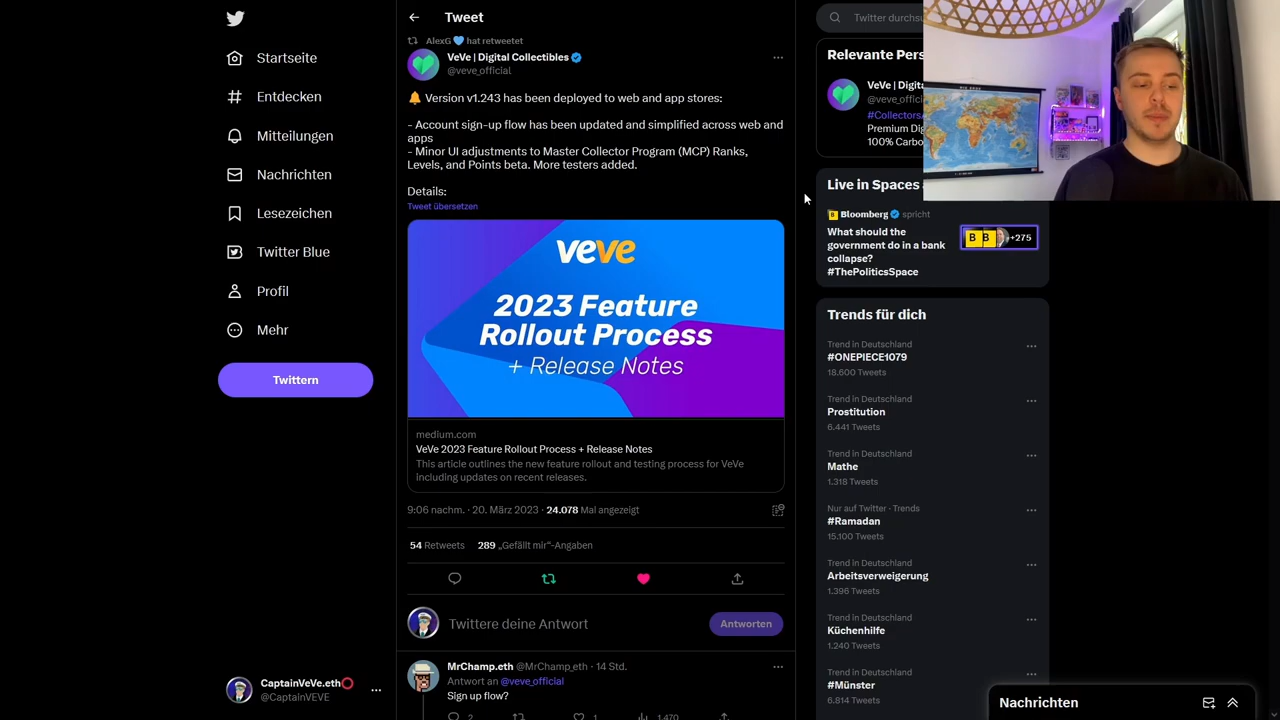 Startseite
Entdecken
Mitteilungen
Nachrichten
Lesezeichen
Twitter Blue
Profil
Mehr
Twittern
CaptainVeVe.eth
@CaptainVEVE
Tweet
AlexG 💙 hat retweetet
VeVe | Digital Collectibles
@veve_official
🔔 Version v1.243 has been deployed to web and app stores:
- Account sign-up flow has been updated and simplified across web and
apps
- Minor UI adjustments to Master Collector Program (MCP) Ranks,
Levels, and Points beta. More testers added.
Details:
Tweet übersetzen
veve
2023 Feature
Rollout Process
+ Release Notes
medium.com
VeVe 2023 Feature Rollout Process + Release Notes
This article outlines the new feature rollout and testing process for VeVe
including updates on recent releases.
9:06 nachm. · 20. März 2023 · 24.078 Mal angezeigt
54 Retweets 289 „Gefällt mir“-Angaben
Twittere deine Antwort
Antworten
MrChamp.eth @MrChamp_eth · 14 Std.
Antwort an @veve_official
Sign up flow?
2 1 1.470
Twitter durchsu
Relevante Pers
VeVe | Digita
@veve_offici
#Collectors
Premium Dig
100% Carbo
Live in Spaces
Bloomberg spricht
What should the
government do in a bank
collapse?
#ThePoliticsSpace
B B +275
Trends für dich
Trend in Deutschland
#ONEPIECE1079
18.600 Tweets
Trend in Deutschland
Prostitution
6.441 Tweets
Trend in Deutschland
Mathe
1.318 Tweets
Nur auf Twitter · Trends
#Ramadan
15.100 Tweets
Trend in Deutschland
Arbeitsverweigerung
1.396 Tweets
Trend in Deutschland
Küchenhilfe
1.240 Tweets
Trend in Deutschland
#Münster
6.814 Tweets
Nachrichten